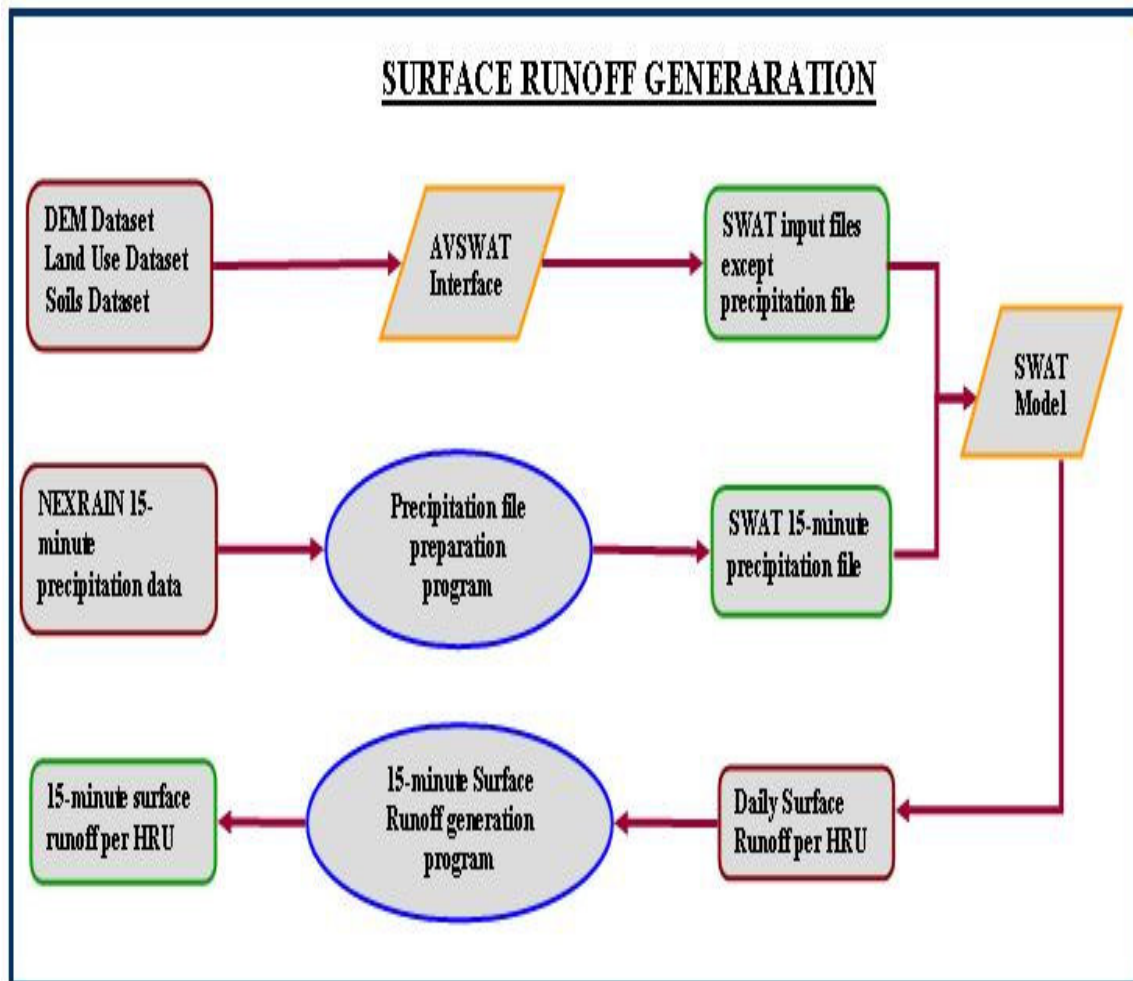 SURFACE RUNOFF GENERARATION
DEM Dataset
Land Use Dataset
Soils Dataset
AVSWAT
Interface
SWAT input files
except
precipitation file
SWAT
Model
NEXRAIN 15-
minute
precipitation data
Precipitation file
preparation
program
SWAT 15-minute
precipitation file
15-minute surface
runoff per HRU
15-minute Surface
Runoff generation
program
Daily Surface
Runoff per HRU